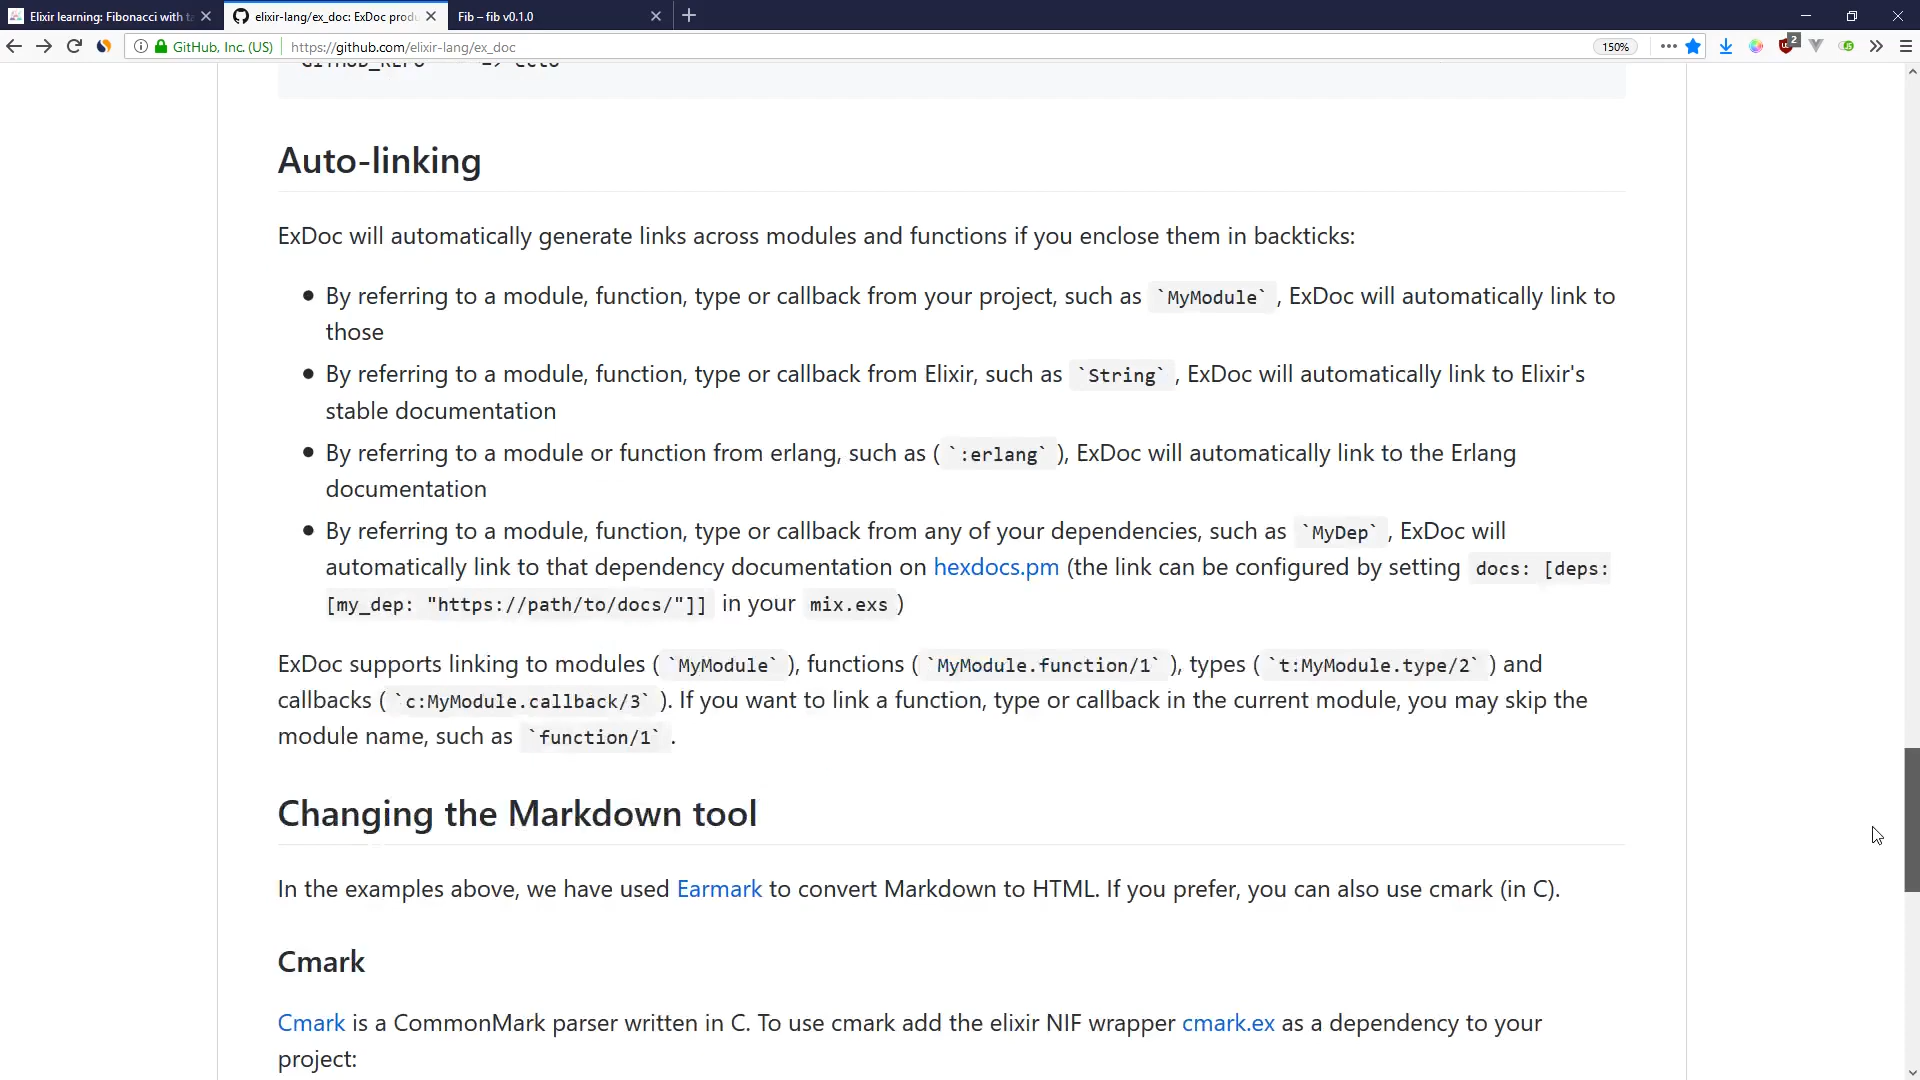 Elixir learning: Fibonacci with ta
elixir-lang/ex_doc: ExDoc produ
Fib – fib v0.1.0
GitHub, Inc. (US)
https://github.com/elixir-lang/ex_doc
150%
2
GITHUB_REPO => ecto
Auto-linking
ExDoc will automatically generate links across modules and functions if you enclose them in backticks:
By referring to a module, function, type or callback from your project, such as `MyModule` , ExDoc will automatically link to
those
By referring to a module, function, type or callback from Elixir, such as `String` , ExDoc will automatically link to Elixir's
stable documentation
By referring to a module or function from erlang, such as ( `:erlang` ), ExDoc will automatically link to the Erlang
documentation
By referring to a module, function, type or callback from any of your dependencies, such as `MyDep` , ExDoc will
automatically link to that dependency documentation on hexdocs.pm (the link can be configured by setting docs: [deps:
[my_dep: "https://path/to/docs/"]] in your mix.exs )
ExDoc supports linking to modules ( `MyModule` ), functions ( `MyModule.function/1` ), types ( `t:MyModule.type/2` ) and
callbacks ( `c:MyModule.callback/3` ). If you want to link a function, type or callback in the current module, you may skip the
module name, such as `function/1` .
Changing the Markdown tool
In the examples above, we have used Earmark to convert Markdown to HTML. If you prefer, you can also use cmark (in C).
Cmark
Cmark is a CommonMark parser written in C. To use cmark add the elixir NIF wrapper cmark.ex as a dependency to your
project: